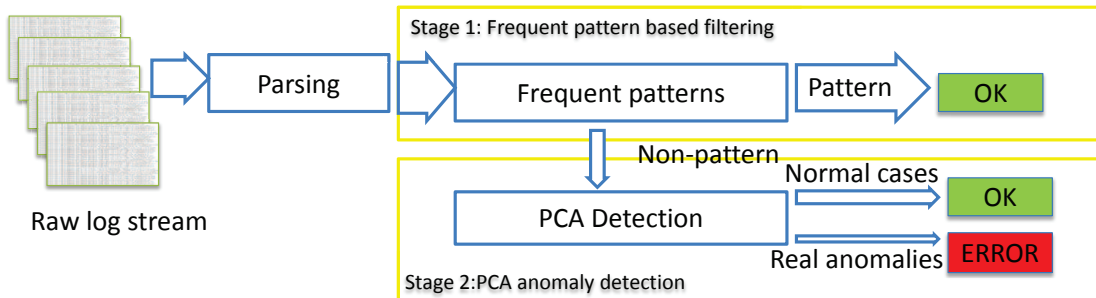 Stage 1: Frequent pattern based filtering
Parsing
Frequent patterns
Pattern
OK
Non-pattern
Raw log stream
PCA Detection
Normal cases
OK
Real anomalies
ERROR
Stage 2:PCA anomaly detection